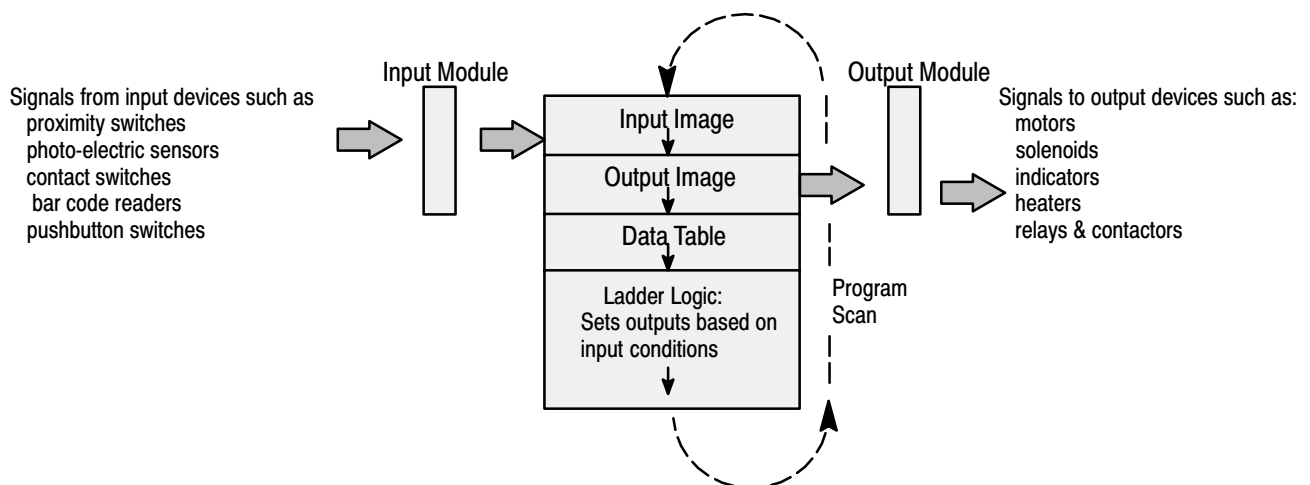 Input Module
Signals from input devices such as
proximity switches
photo-electric sensors
contact switches
bar code readers
pushbutton switches
Input Image
Output Image
Data Table
Ladder Logic:
Sets outputs based on
input conditions
Program
Scan
Output Module
Signals to output devices such as:
motors
solenoids
indicators
heaters
relays & contactors